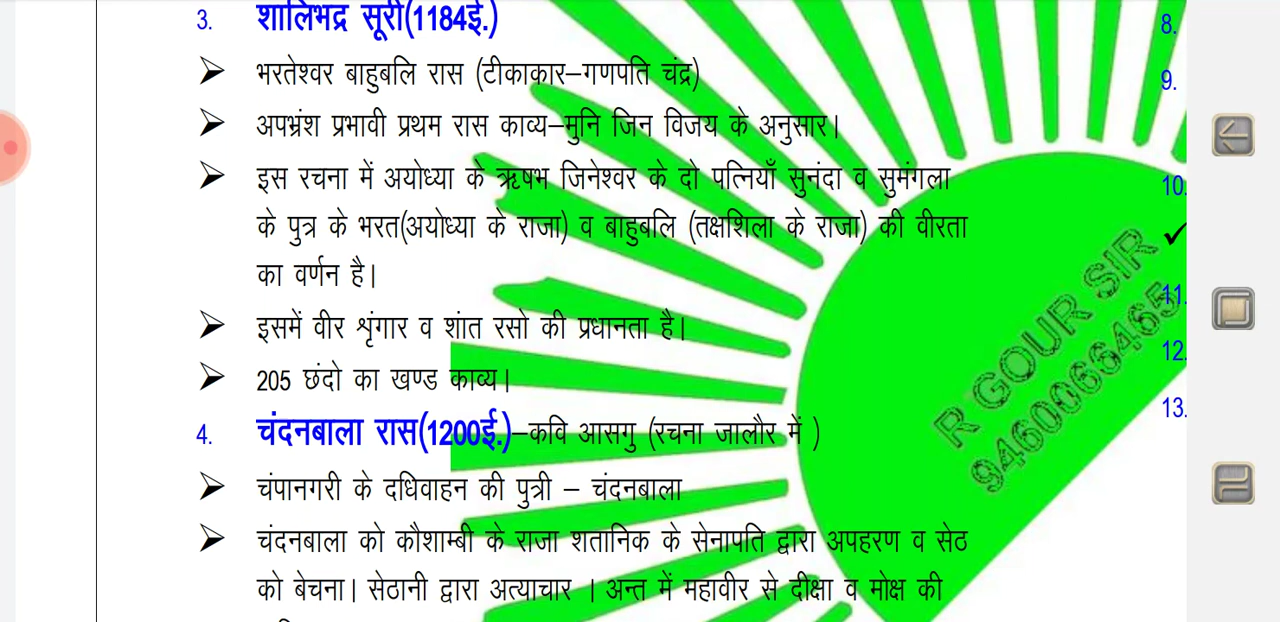 3. शालिभद्र सूरी(1184ई.)
➢ भरतेश्वर बाहुबलि रास (टीकाकार–गणपति चंद्र)
➢ अपभ्रंश प्रभावी प्रथम रास काव्य–मुनि जिन विजय के अनुसार।
➢ इस रचना में अयोध्या के ऋषभ जिनेश्वर के दो पत्नियाँ सुनंदा व सुमंगला
के पुत्र के भरत(अयोध्या के राजा) व बाहुबलि (तक्षशिला के राजा) की वीरता
का वर्णन है।
➢ इसमें वीर श्रृंगार व शांत रसो की प्रधानता है।
➢ 205 छंदो का खण्ड काव्य।
4. चंदनबाला रास(1200ई.)–कवि आसगु (रचना जालौर में )
➢ चंपानगरी के दधिवाहन की पुत्री – चंदनबाला
➢ चंदनबाला को कौशाम्बी के राजा शतानिक के सेनापति द्वारा अपहरण व सेठ
को बेचना। सेठानी द्वारा अत्याचार । अन्त में महावीर से दीक्षा व मोक्ष की
8.
9.
10.
✓
11.
12.
13.
R GOUR SIR
9460066465